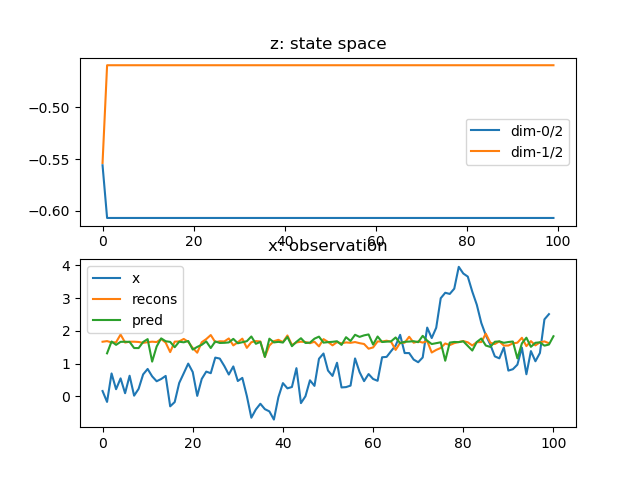 z: state space
−0.50
−0.55
−0.60
dim-0/2
dim-1/2
0 20 40 60 80 100
x: observation
4
3
2
1
0
x
recons
pred
0 20 40 60 80 100